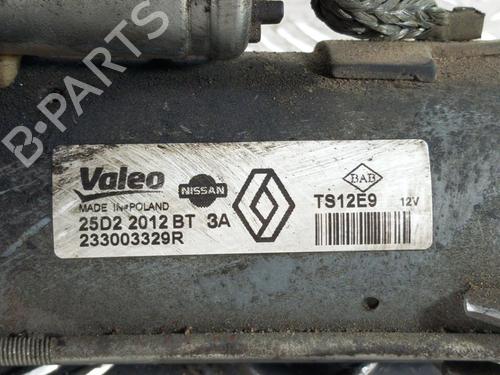 B-PARTS
Valeo
NISSAN
MADE IN POLAND
25D2 2012 BT 3A
233003329R
BAB
TS12E9 12V